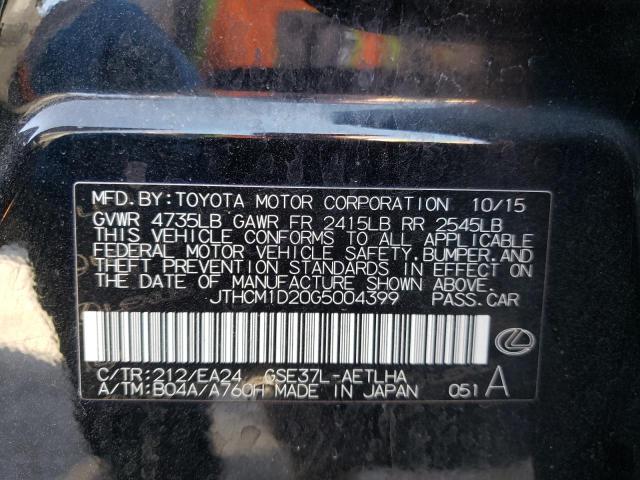 MFD.BY:TOYOTA MOTOR CORPORATION 10/15
GVWR 4735LB GAWR FR 2415LB RR 2545LB
THIS VEHICLE CONFORMS TO ALL APPLICABLE
FEDERAL MOTOR VEHICLE SAFETY,BUMPER,AND
THEFT PREVENTION STANDARDS IN EFFECT ON
THE DATE OF MANUFACTURE SHOWN ABOVE.
JTHCM1D20G5004399 PASS.CAR
C/TR:212/EA24 GSE37L-AETLHA
A/TM:B04A/A760H MADE IN JAPAN 051 A